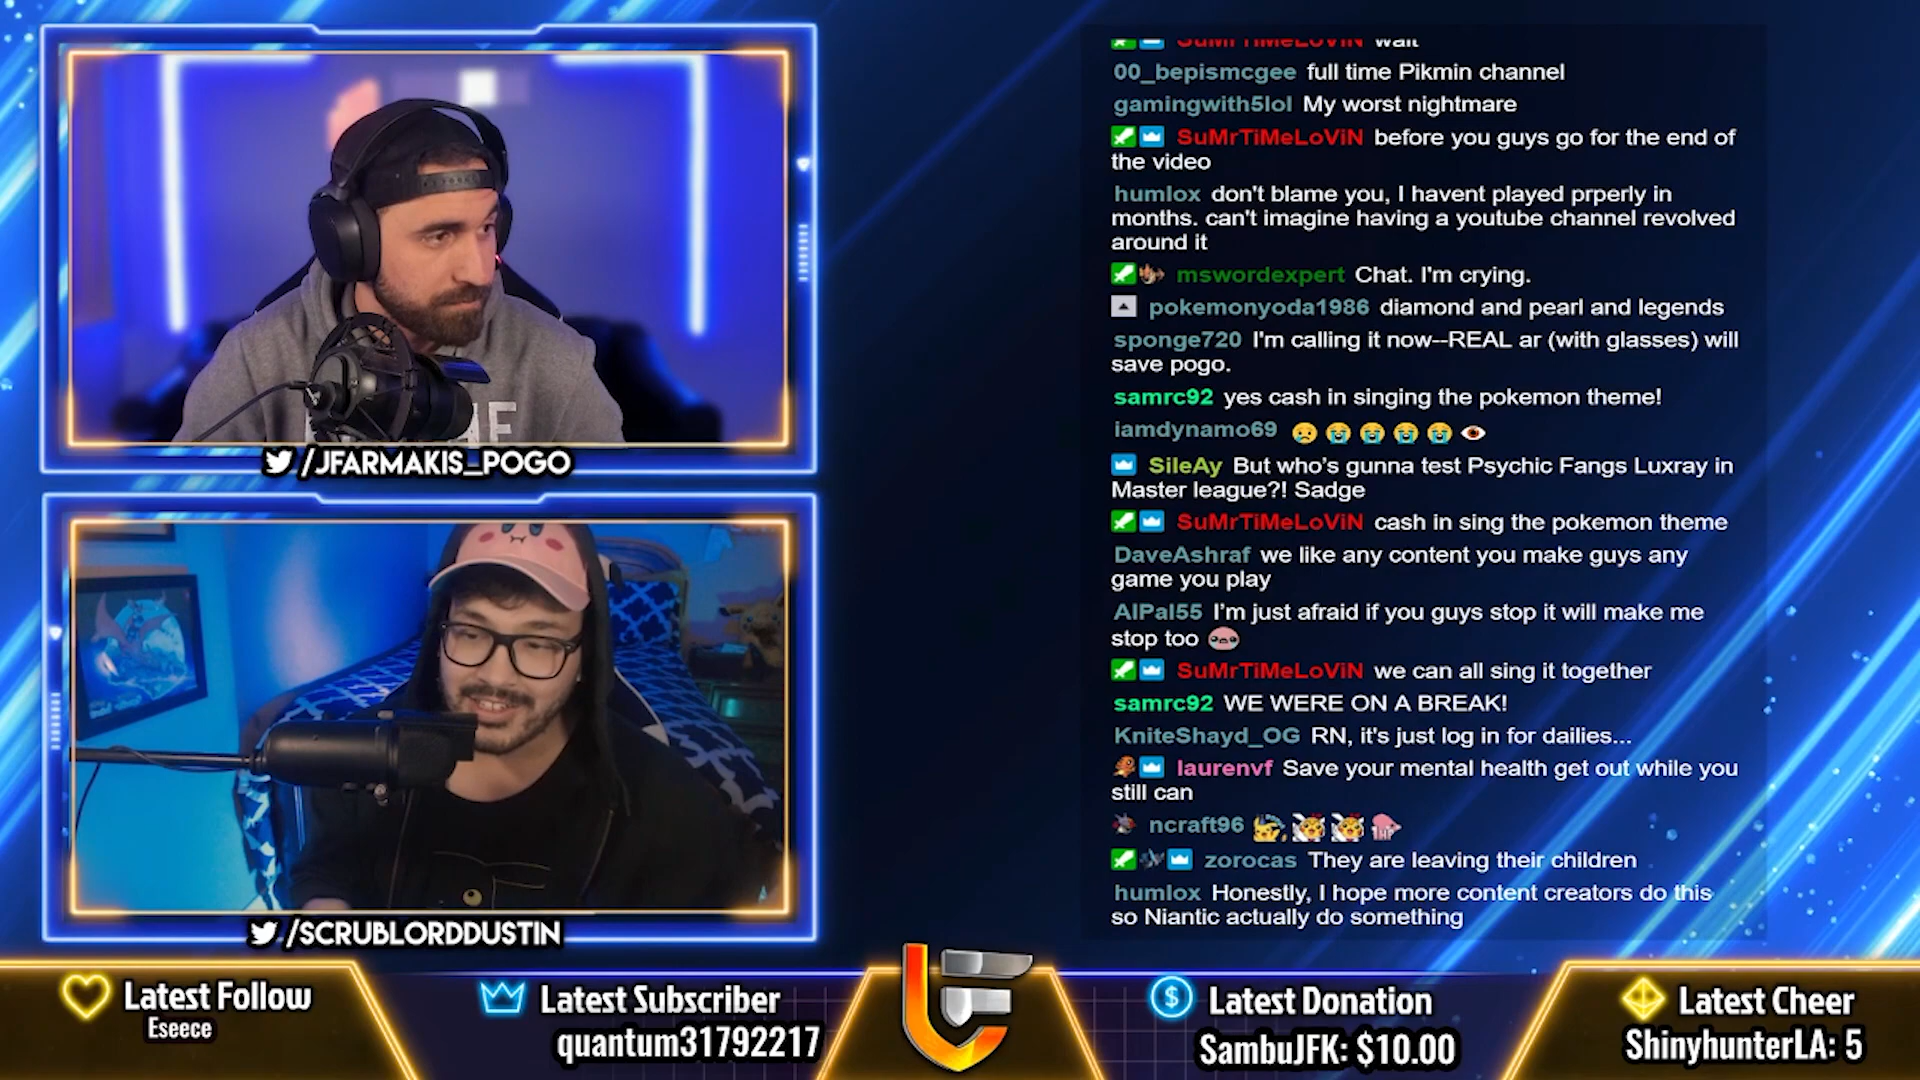 SuMrTiMeLoViN wait
00_bepismcgee full time Pikmin channel
gamingwith5lol My worst nightmare
SuMrTiMeLoViN before you guys go for the end of
the video
humlox don't blame you, I havent played prperly in
months. can't imagine having a youtube channel revolved
around it
mswordexpert Chat. I'm crying.
pokemonyoda1986 diamond and pearl and legends
sponge720 I'm calling it now--REAL ar (with glasses) will
save pogo.
samrc92 yes cash in singing the pokemon theme!
iamdynamo69 😢 😭 😭 😭 😭 👁
SileAy But who's gunna test Psychic Fangs Luxray in
Master league?! Sadge
SuMrTiMeLoViN cash in sing the pokemon theme
DaveAshraf we like any content you make guys any
game you play
AlPal55 I'm just afraid if you guys stop it will make me
stop too
SuMrTiMeLoViN we can all sing it together
samrc92 WE WERE ON A BREAK!
KniteShayd_OG RN, it's just log in for dailies...
laurenvf Save your mental health get out while you
still can
ncraft96
zorocas They are leaving their children
humlox Honestly, I hope more content creators do this
so Niantic actually do something
/JFARMAKIS_POGO
/SCRUBLORDDUSTIN
Latest Follow
Eseece
Latest Subscriber
quantum31792217
Latest Donation
SambuJFK: $10.00
Latest Cheer
ShinyhunterLA: 5